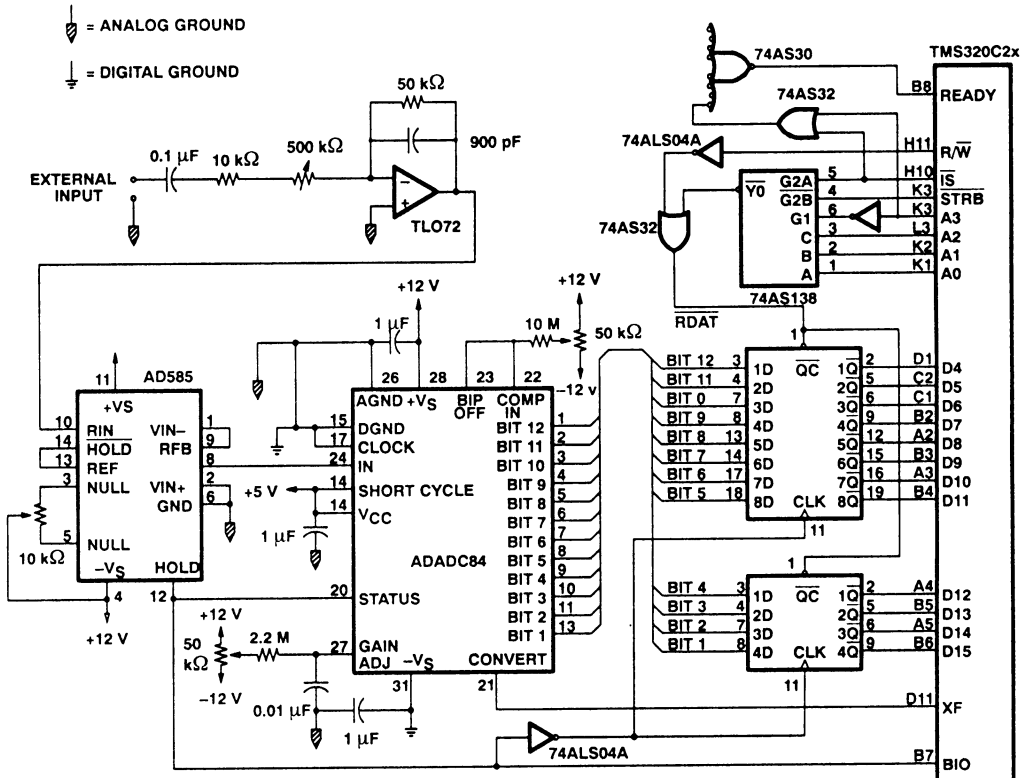 = ANALOG GROUND
= DIGITAL GROUND
50 kΩ
900 pF
0.1 µF
10 kΩ
500 kΩ
EXTERNAL
INPUT
−
+
TLO72
74AS30
TMS320C2x
B8
READY
74AS32
74ALS04A
H11
R/W̅
H10
I̅S̅
K3
S̅T̅R̅B̅
K3
A3
L3
A2
K2
A1
K1
A0
Y̅0̅
G2A
5
G̅2̅B̅
4
G1
6
C
3
B
2
A
1
74AS32
74AS138
R̅D̅A̅T̅
+12 V
1 µF
10 M
+12 V
50 kΩ
−12 v
11
AD585
+VS
10
RIN
14
H̅O̅L̅D̅
13
REF
3
NULL
5
NULL
10 kΩ
−VS
4
+12 V
VIN−
1
RFB
9
8
VIN+
2
GND
6
HOLD
12
26
28
23
22
AGND
+VS
BIP
OFF
COMP
IN
15
DGND
17
CLOCK
24
IN
+5 V
14
SHORT CYCLE
14
VCC
1 µF
ADADC84
20
STATUS
27
GAIN
ADJ
−VS
31
CONVERT
21
+12 V
50
kΩ
−12 V
2.2 M
0.01 µF
1 µF
BIT 12 1
BIT 11 2
BIT 10 3
BIT 9 4
BIT 8 5
BIT 7 6
BIT 6 7
BIT 5 8
BIT 4 9
BIT 3 10
BIT 2 11
BIT 1 13
1
Q̅C̅
BIT 12 3 1D 1Q̅ 2 D1 D4
BIT 11 4 2D 2Q̅ 5 C2 D5
BIT 0 7 3D 3Q̅ 6 C1 D6
BIT 9 8 4D 4Q̅ 9 B2 D7
BIT 8 13 5D 5Q̅ 12 A2 D8
BIT 7 14 6D 6Q̅ 15 B3 D9
BIT 6 17 7D 7Q̅ 16 A3 D10
BIT 5 18 8D 8Q̅ 19 B4 D11
CLK
11
1
Q̅C̅
BIT 4 3 1D 1Q̅ 2 A4 D12
BIT 3 4 2D 2Q̅ 5 B5 D13
BIT 2 7 3D 3Q̅ 6 A5 D14
BIT 1 8 4D 4Q̅ 9 B6 D15
CLK
11
D11
XF
74ALS04A
B7
BIO